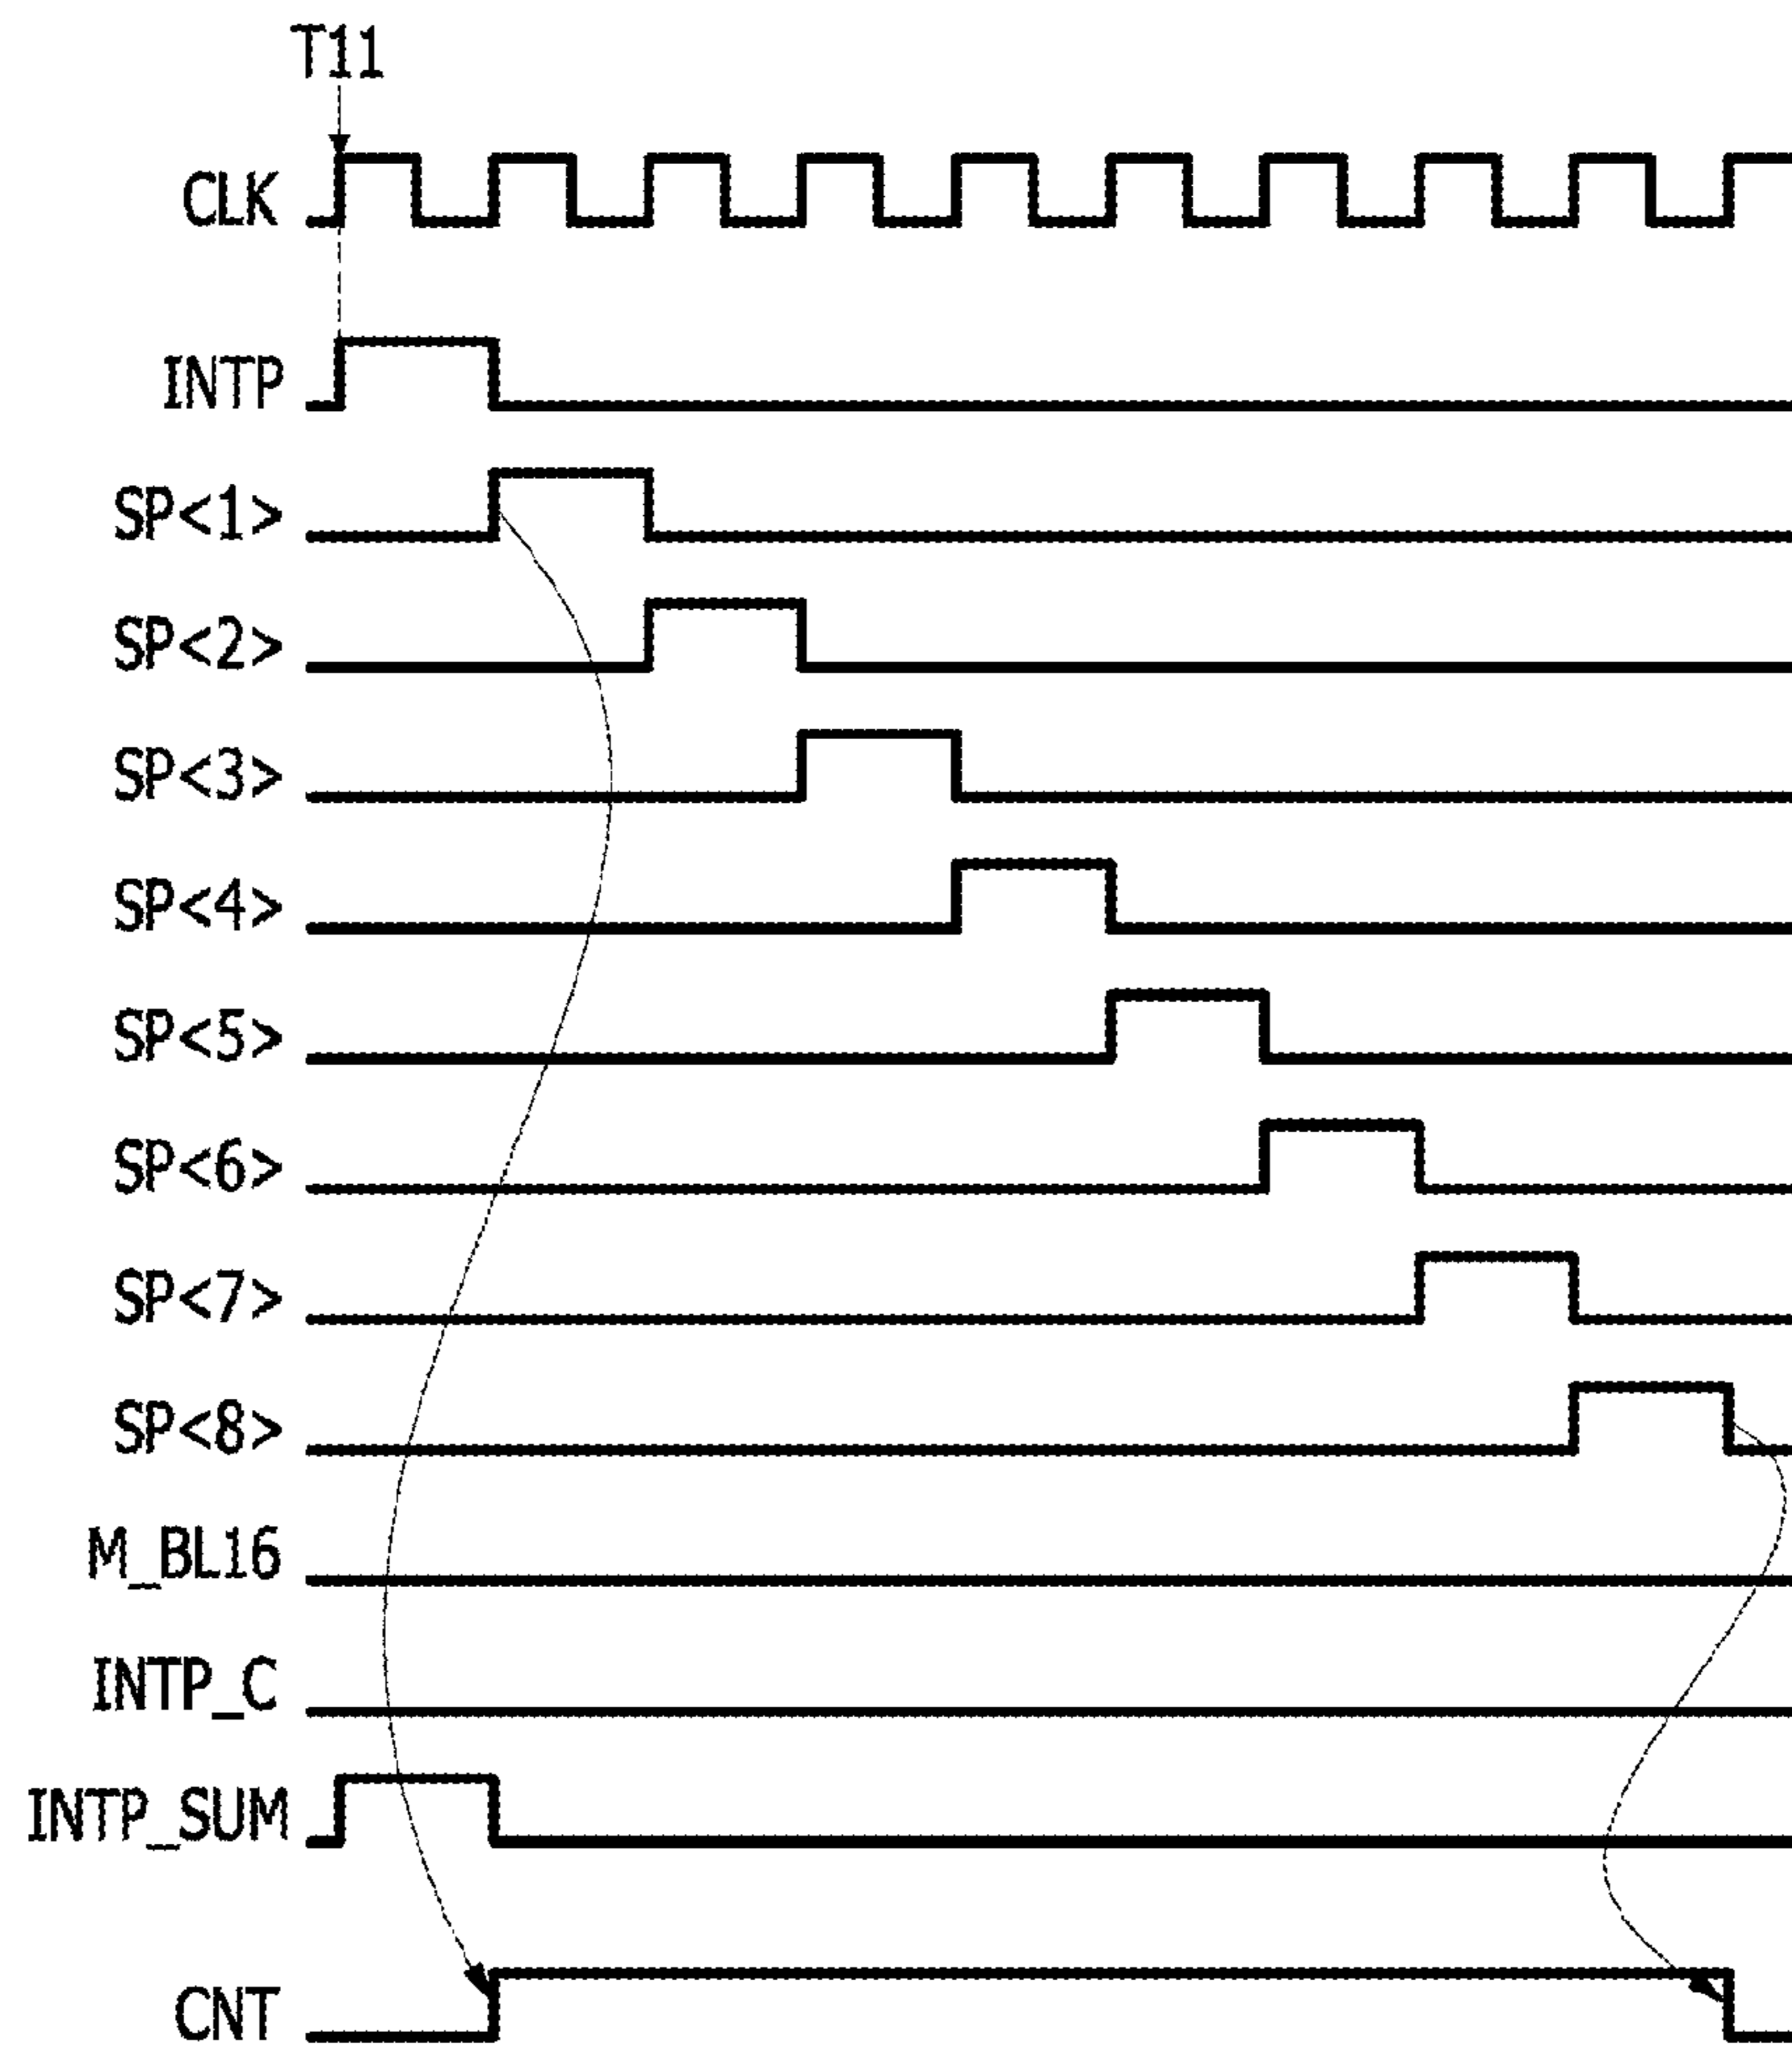 T11
CLK
INTP
SP<1>
SP<2>
SP<3>
SP<4>
SP<5>
SP<6>
SP<7>
SP<8>
M_BL16
INTP_C
INTP_SUM
CNT